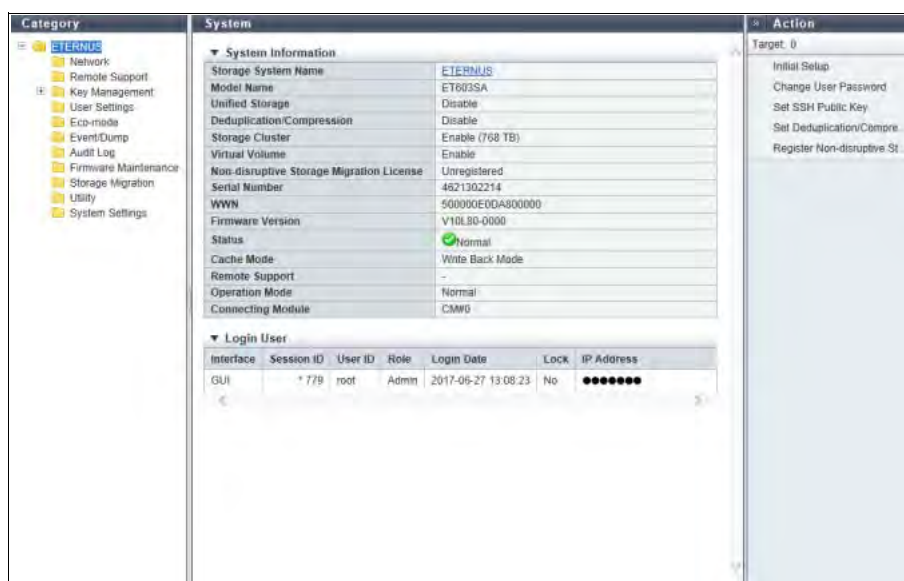 Category
ETERNUS
Network
Remote Support
Key Management
User Settings
Eco-mode
Event/Dump
Audit Log
Firmware Maintenance
Storage Migration
Utility
System Settings
System
▼ System Information
Storage System Name ETERNUS
Model Name ET603SA
Unified Storage Disable
Deduplication/Compression Disable
Storage Cluster Enable (768 TB)
Virtual Volume Enable
Non-disruptive Storage Migration License Unregistered
Serial Number 4621302214
WWN 500000E0DA800000
Firmware Version V10L80-0000
Status Normal
Cache Mode Write Back Mode
Remote Support -
Operation Mode Normal
Connecting Module CM#0
▼ Login User
Interface Session ID User ID Role Login Date Lock IP Address
GUI * 779 root Admin 2017-06-27 13:08:23 No ●●●●●●●
» Action
Target: 0
Initial Setup
Change User Password
Set SSH Public Key
Set Deduplication/Compre...
Register Non-disruptive St...